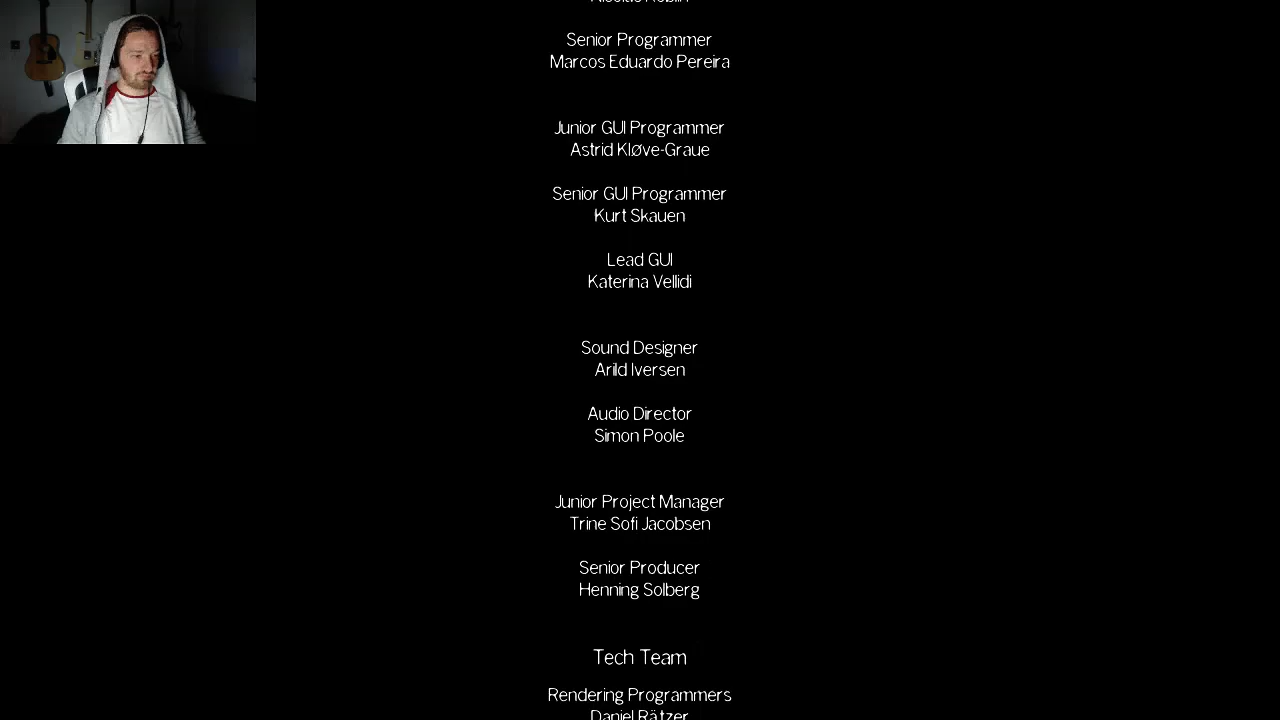 Senior Programmer
Marcos Eduardo Pereira
Junior GUI Programmer
Astrid Kløve-Graue
Senior GUI Programmer
Kurt Skauen
Lead GUI
Katerina Vellidi
Sound Designer
Arild Iversen
Audio Director
Simon Poole
Junior Project Manager
Trine Sofi Jacobsen
Senior Producer
Henning Solberg
Tech Team
Rendering Programmers
Daniel Rätzer